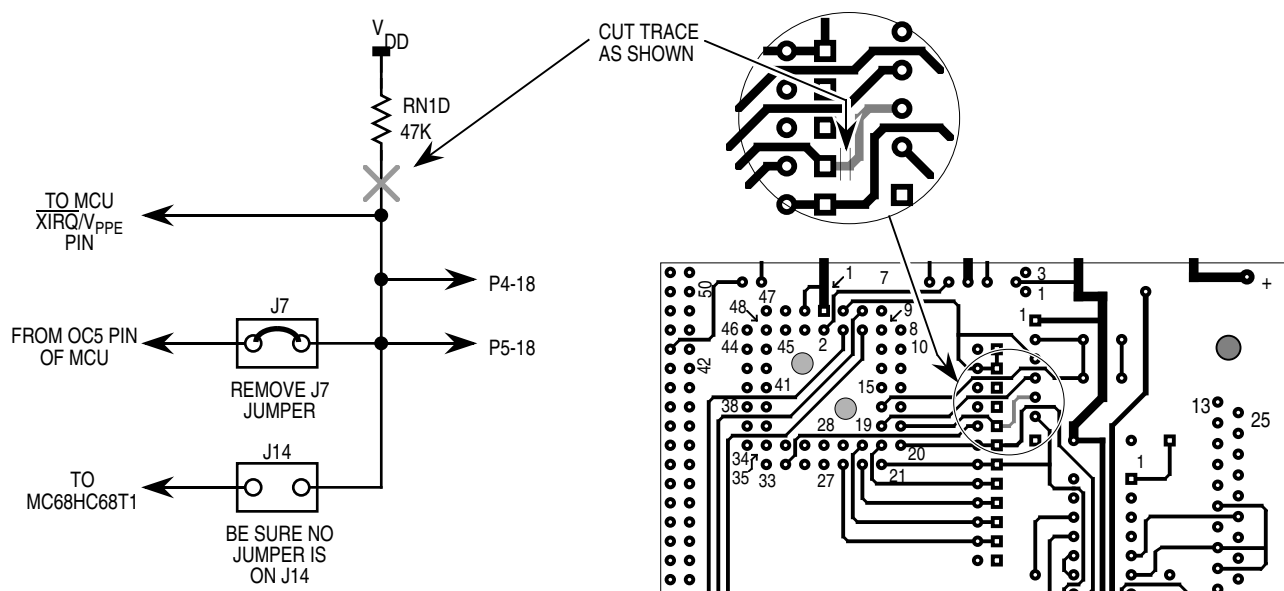 V
DD
RN1D
47K
CUT TRACE
AS SHOWN
TO MCU
XIRQ/VPPE
PIN
P4-18
J7
FROM OC5 PIN
OF MCU
P5-18
REMOVE J7
JUMPER
J14
TO
MC68HC68T1
BE SURE NO
JUMPER IS
ON J14
50
47
1
7
3
1
+
48
9
1
46
2
8
44
45
10
42
41
15
38
13
25
28
19
34
20
1
35
33
27
21